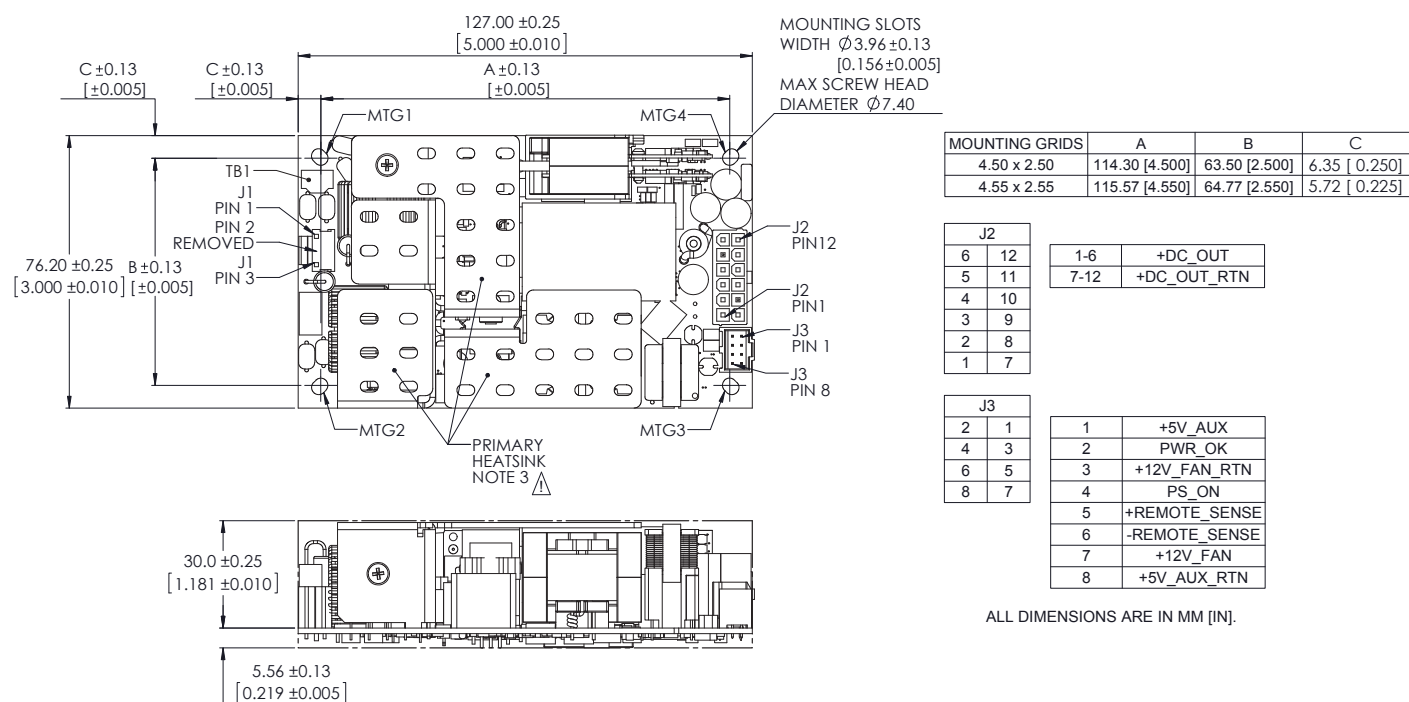 127.00 ±0.25
[5.000 ±0.010]
MOUNTING SLOTS
WIDTH ∅3.96±0.13
[0.156±0.005]
MAX SCREW HEAD
DIAMETER ∅7.40
C±0.13
[±0.005]
C±0.13
[±0.005]
A±0.13
[±0.005]
MTG1
MTG4
TB1
J1
PIN 1
PIN 2
REMOVED
J1
PIN 3
76.20 ±0.25
[3.000 ±0.010]
B±0.13
[±0.005]
J2
PIN12
J2
PIN1
J3
PIN 1
J3
PIN 8
MTG2
MTG3
PRIMARY
HEATSINK
NOTE 3 !
30.0 ±0.25
[1.181 ±0.010]
5.56 ±0.13
[0.219 ±0.005]
MOUNTING GRIDS A B C
4.50 x 2.50 114.30 [4.500] 63.50 [2.500] 6.35 [ 0.250]
4.55 x 2.55 115.57 [4.550] 64.77 [2.550] 5.72 [ 0.225]
J2
6 12
5 11
4 10
3 9
2 8
1 7
1-6 +DC_OUT
7-12 +DC_OUT_RTN
J3
2 1
4 3
6 5
8 7
1 +5V_AUX
2 PWR_OK
3 +12V_FAN_RTN
4 PS_ON
5 +REMOTE_SENSE
6 -REMOTE_SENSE
7 +12V_FAN
8 +5V_AUX_RTN
ALL DIMENSIONS ARE IN MM [IN].